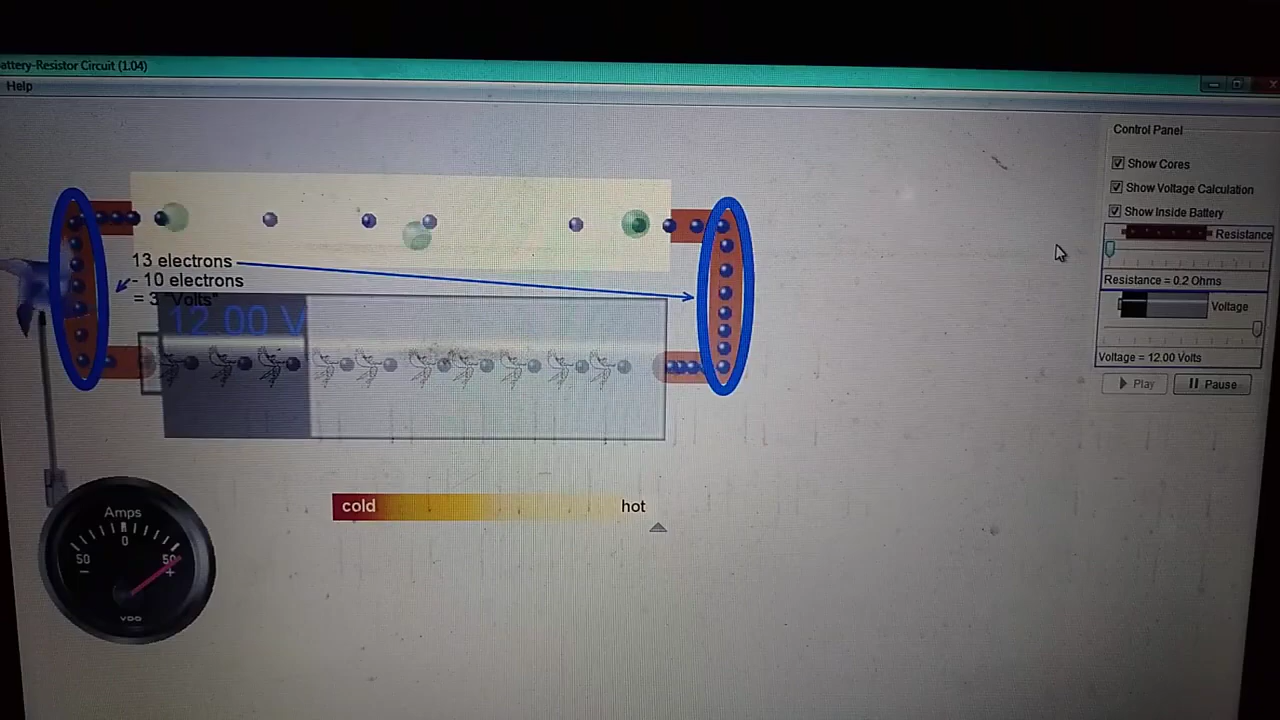 attery-Resistor Circuit (1.04)
Help
Control Panel
Show Cores
Show Voltage Calculation
Show Inside Battery
Resistance
Resistance = 0.2 Ohms
Voltage
Voltage = 12.00 Volts
Play
Pause
13 electrons
- 10 electrons
= 3 "Volts"
12.00 V
cold
hot
Amps
0
50
50
-
+
VDO